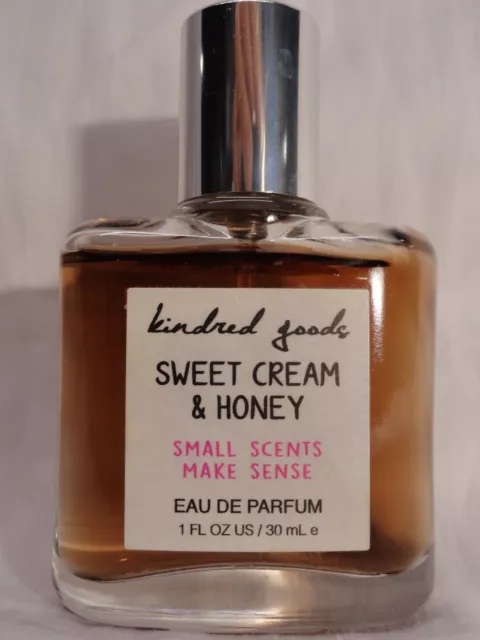 kindred goods
SWEET CREAM
& HONEY
SMALL SCENTS
MAKE SENSE
EAU DE PARFUM
1 FL OZ US / 30 mL e